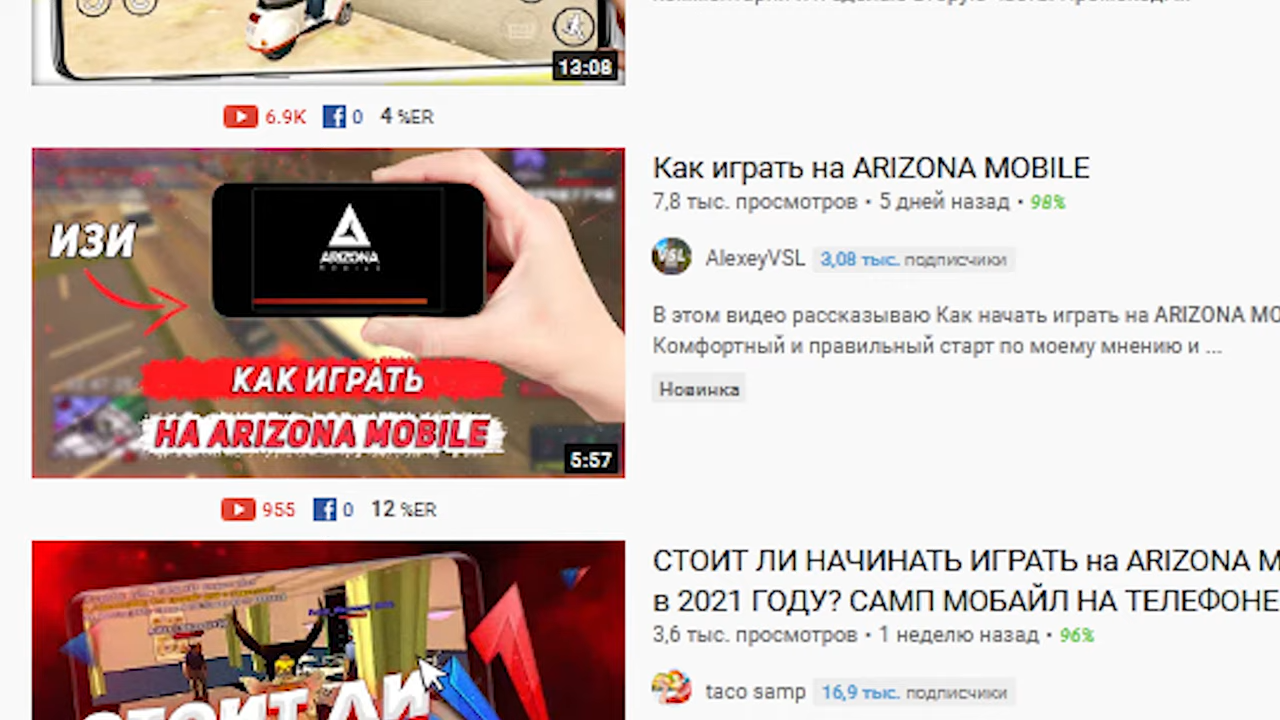 13:08
6.9K 0 4 %ER
ИЗИ
ARIZONA
MOBILE
КАК ИГРАТЬ
НА ARIZONA MOBILE
5:57
Как играть на ARIZONA MOBILE
7,8 тыс. просмотров • 5 дней назад • 98%
VSL AlexeyVSL 3,08 тыс. подписчики
В этом видео рассказываю Как начать играть на ARIZONA MO
Комфортный и правильный старт по моему мнению и ...
Новинка
955 0 12 %ER
СТОИТ ЛИ
СТОИТ ЛИ НАЧИНАТЬ ИГРАТЬ на ARIZONA M
в 2021 ГОДУ? САМП МОБАЙЛ НА ТЕЛЕФОНЕ
3,6 тыс. просмотров • 1 неделю назад • 96%
taco samp 16,9 тыс. подписчики